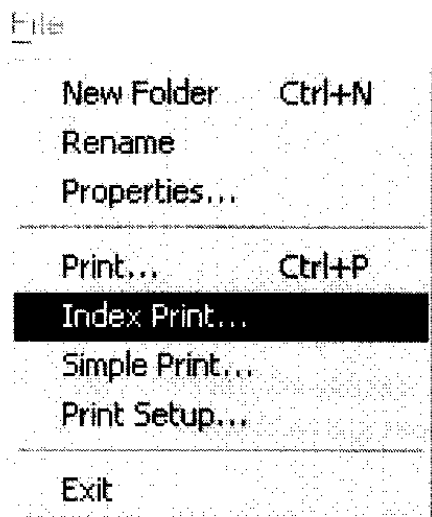 File
New Folder Ctrl+N
Rename
Properties...
Print... Ctrl+P
Index Print...
Simple Print...
Print Setup...
Exit